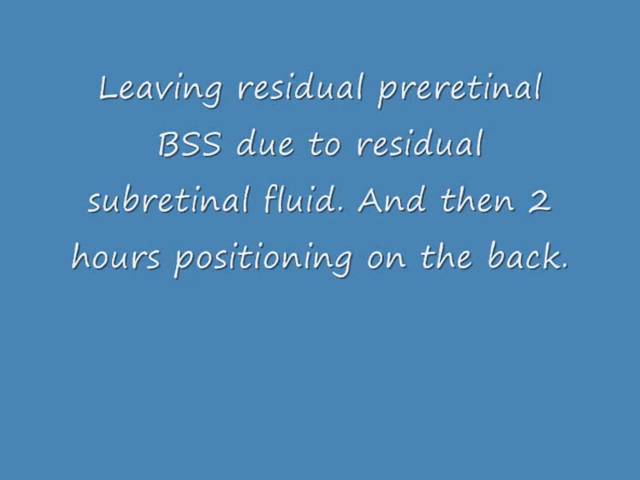 Leaving residual preretinal
BSS due to residual
subretinal fluid. And then 2
hours positioning on the back.